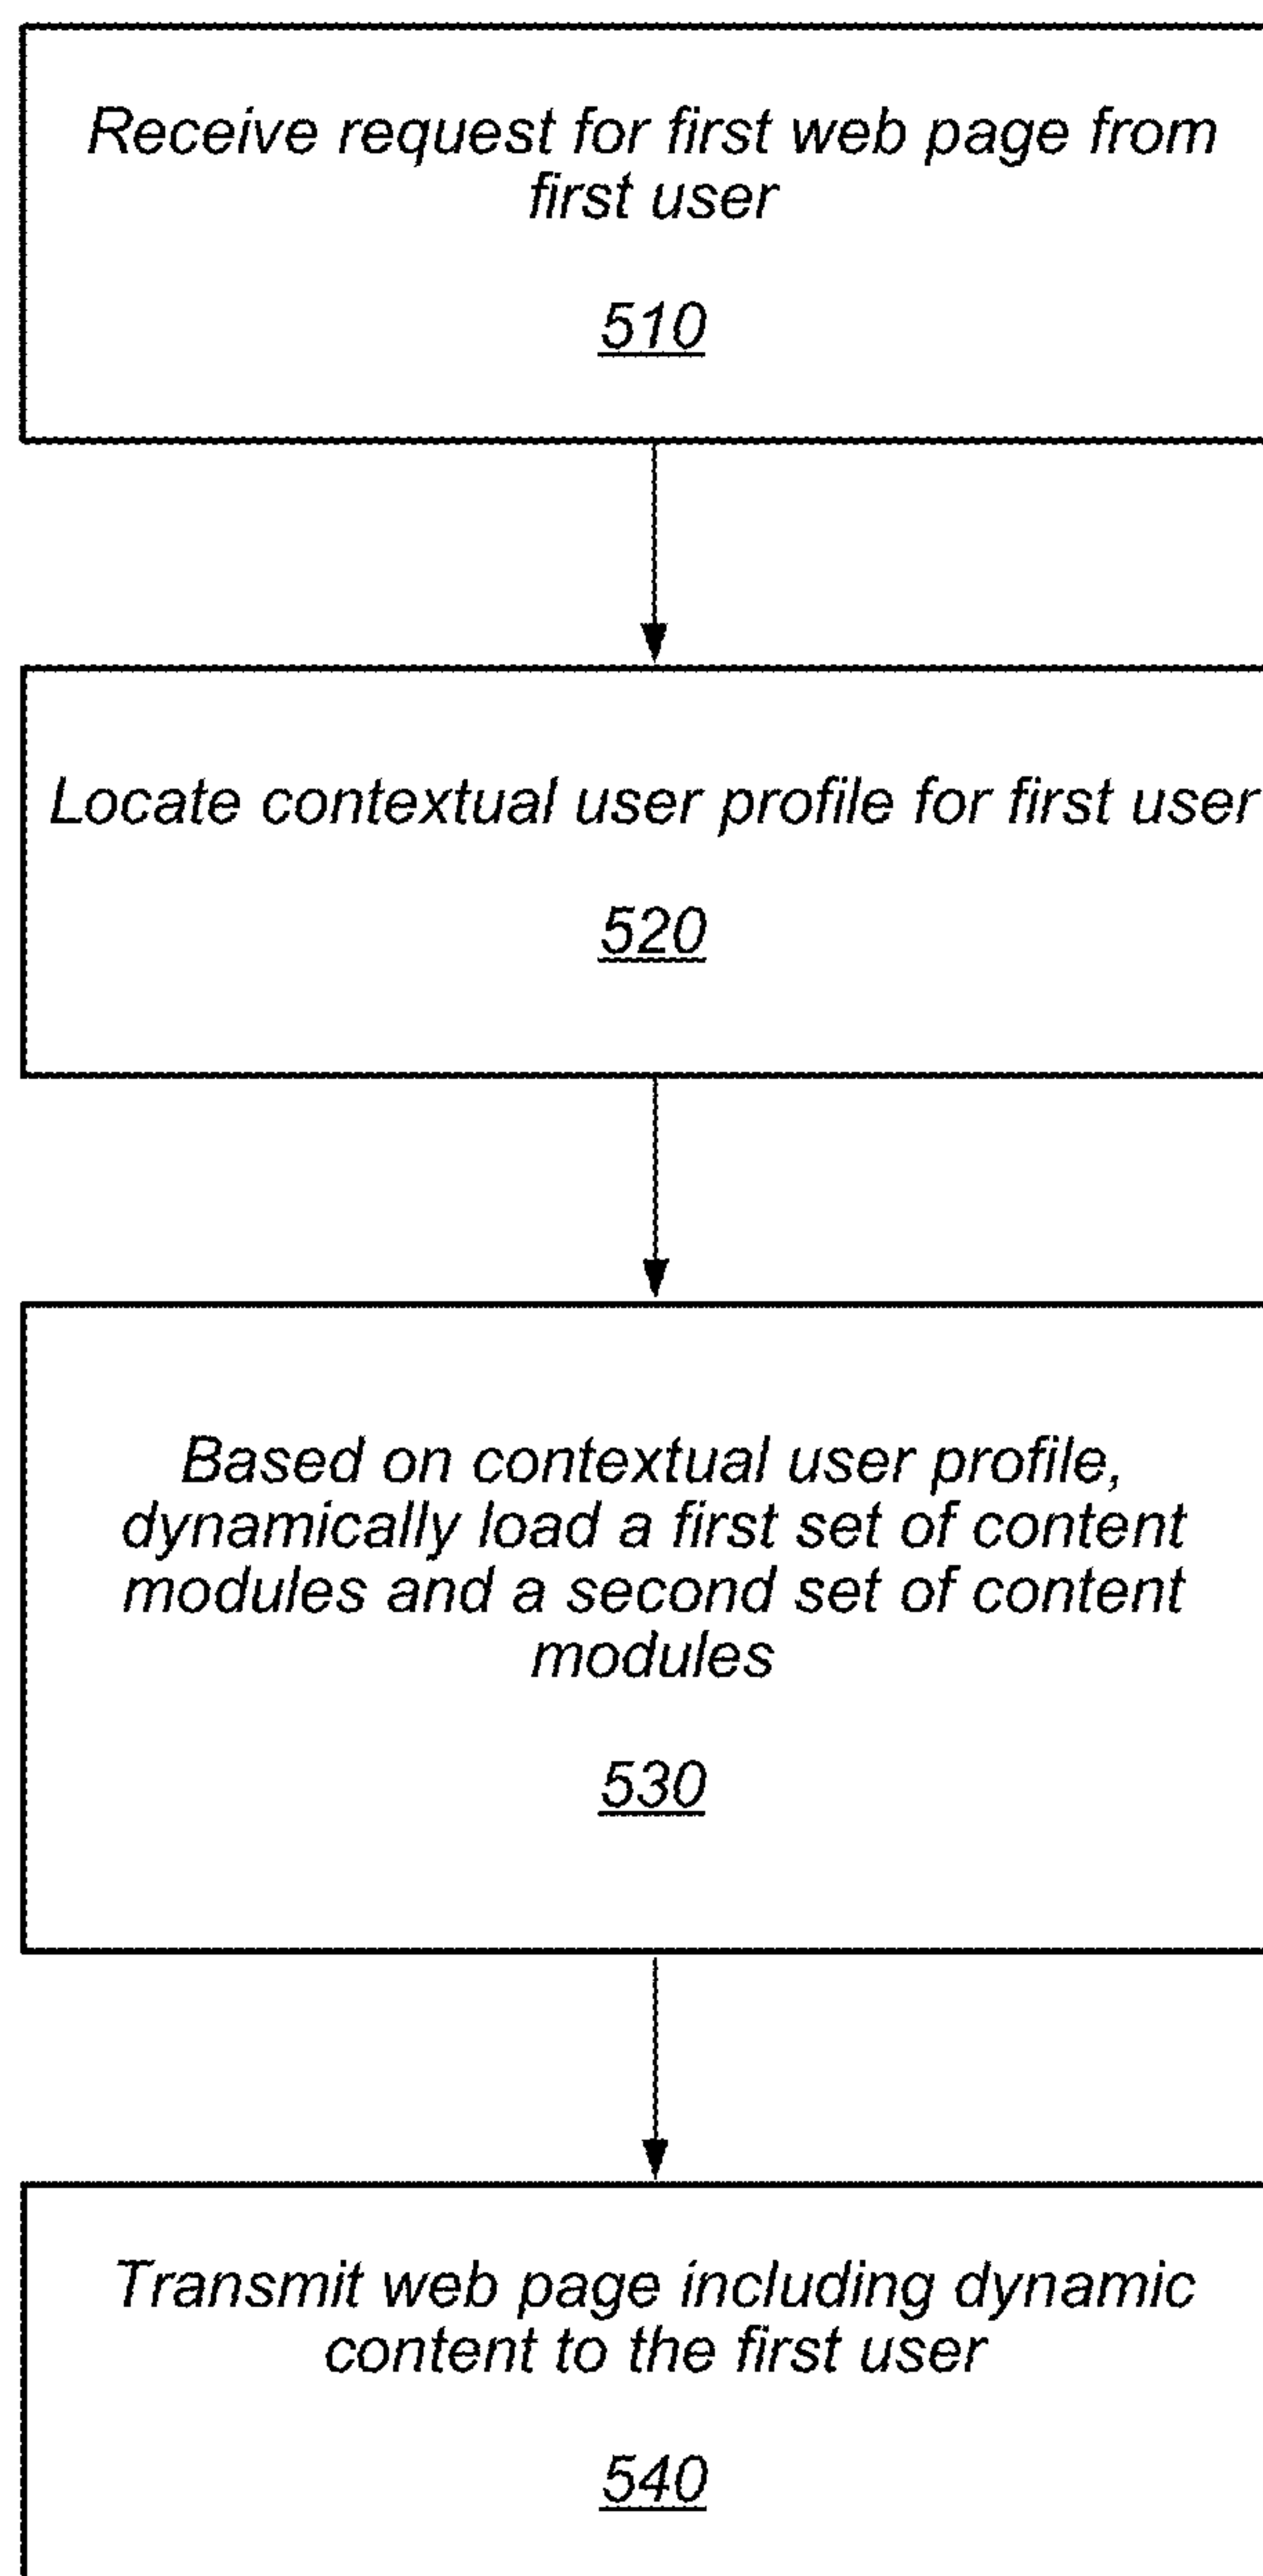 Receive request for first web page from
first user
510
Locate contextual user profile for first user
520
Based on contextual user profile,
dynamically load a first set of content
modules and a second set of content
modules
530
Transmit web page including dynamic
content to the first user
540